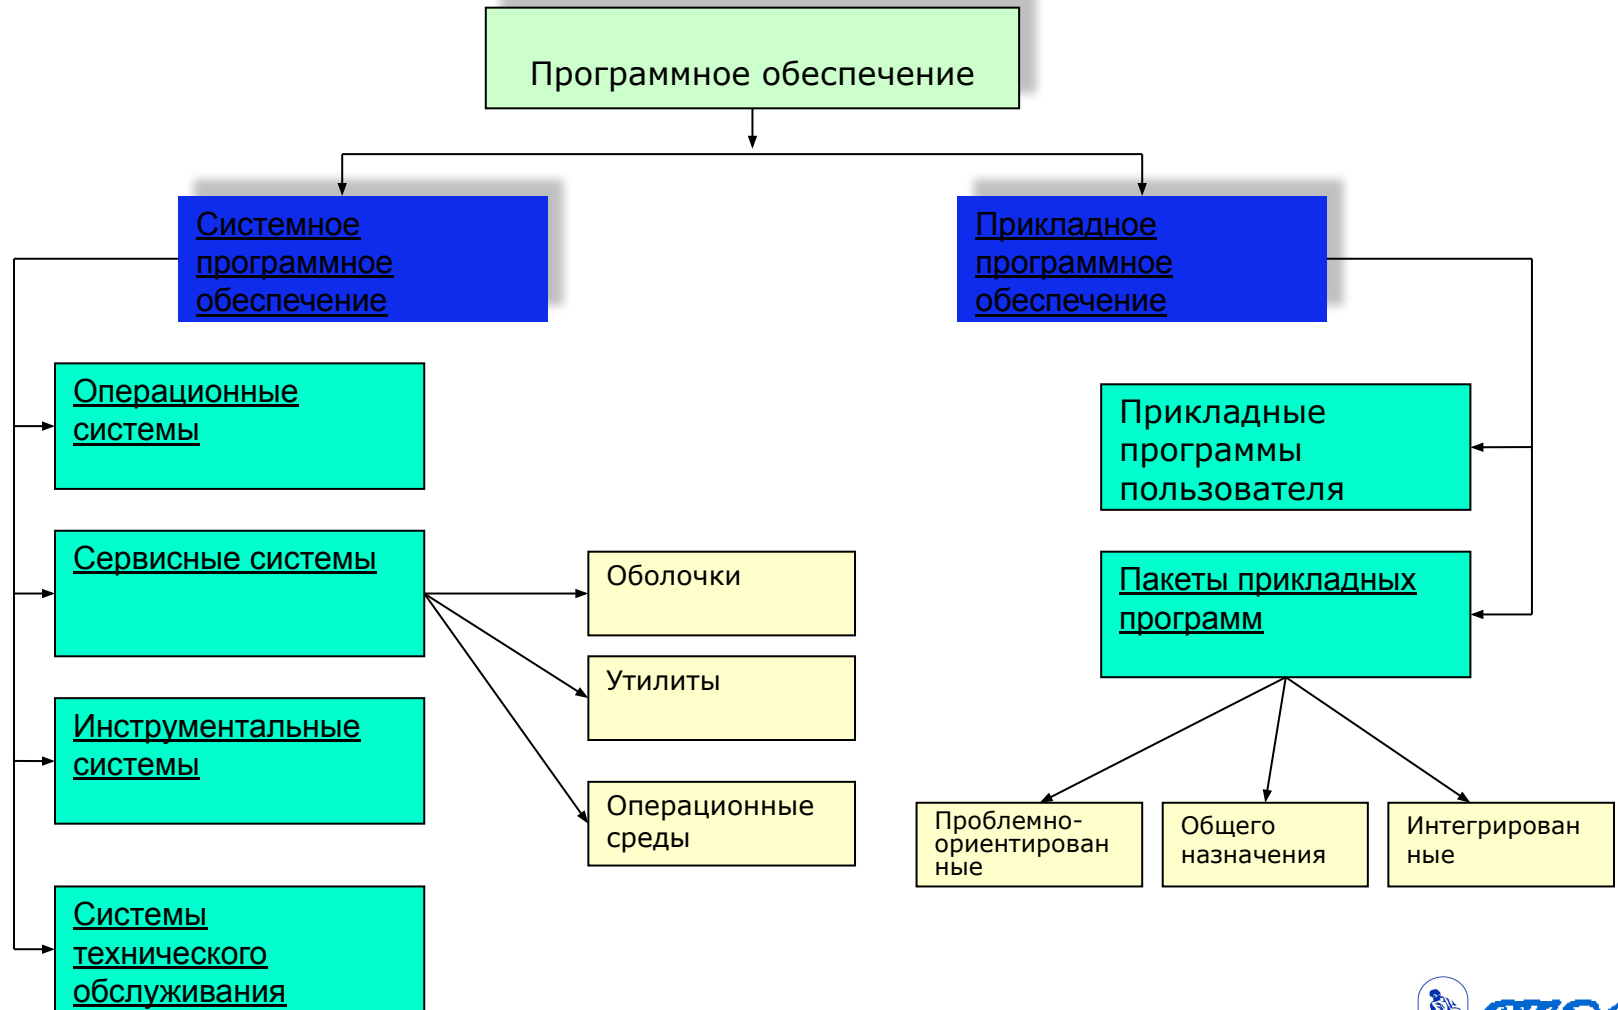 Программное обеспечение
Системное
программное
обеспечение
Прикладное
программное
обеспечение
Операционные
системы
Сервисные системы
Инструментальные
системы
Системы
технического
обслуживания
Оболочки
Утилиты
Операционные
среды
Прикладные
программы
пользователя
Пакеты прикладных
программ
Проблемно-
ориентирован
ные
Общего
назначения
Интегрирован
ные